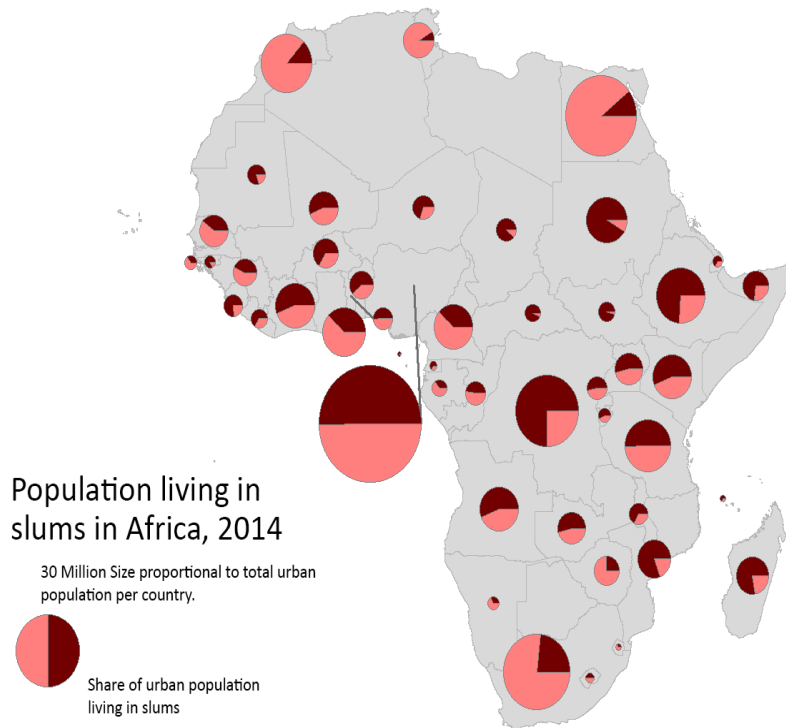 Population living in
slums in Africa, 2014
30 Million Size proportional to total urban
population per country.
Share of urban population
living in slums